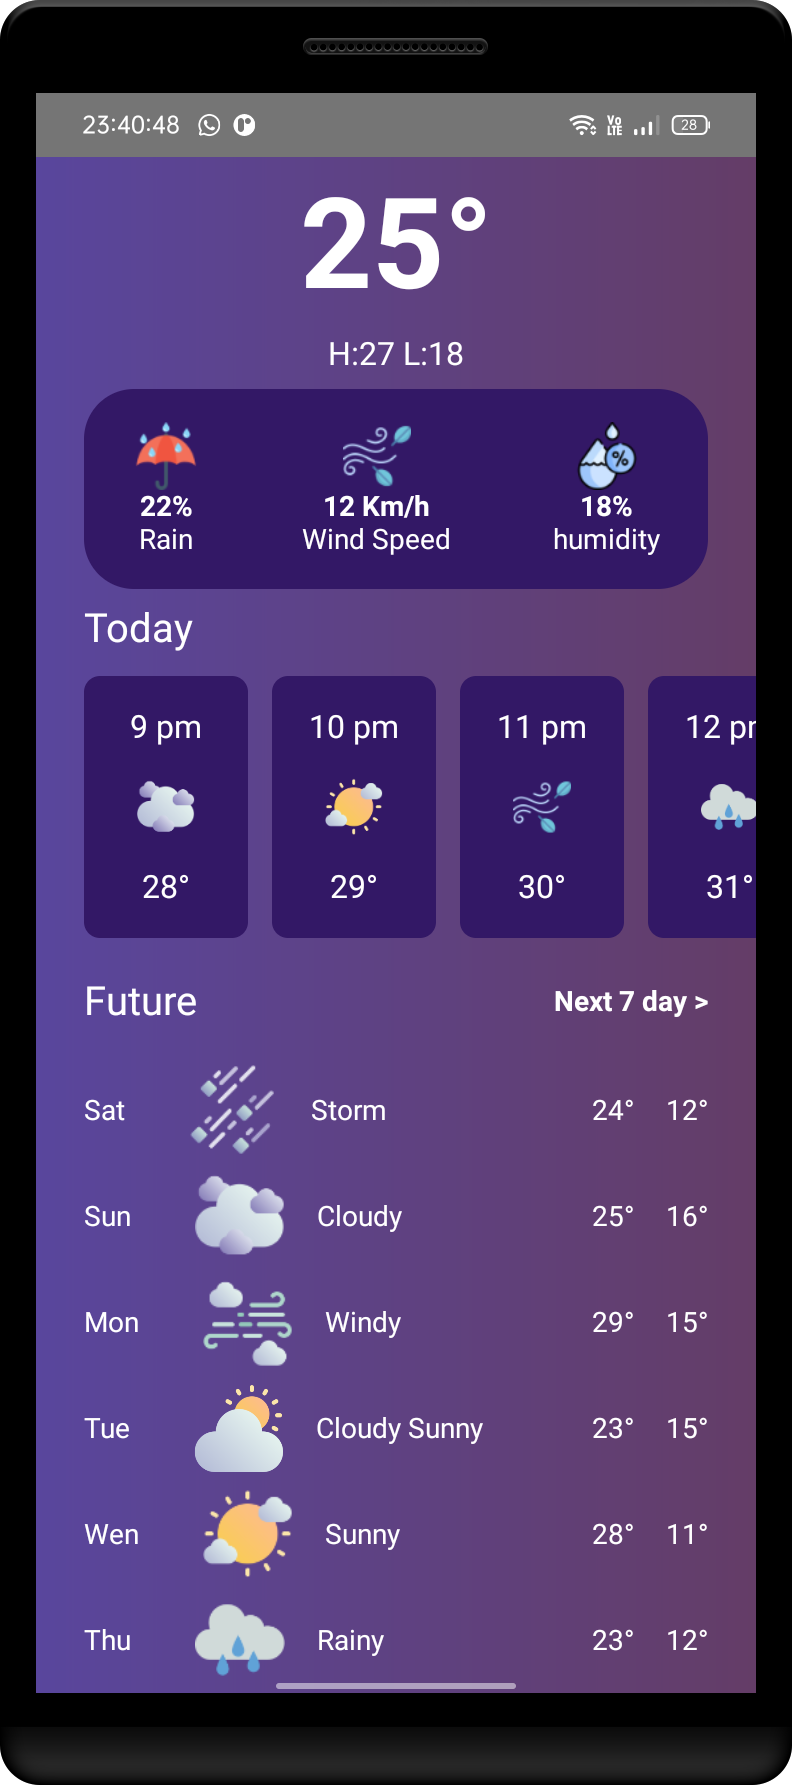 23:40:48 Vo LTE 28
25°
H:27 L:18
%
22% 12 Km/h 18%
Rain Wind Speed humidity
Today
9 pm 10 pm 11 pm 12 pr
28° 29° 30° 31°
Future Next 7 day >
Sat Storm 24° 12°
Sun Cloudy 25° 16°
Mon Windy 29° 15°
Tue Cloudy Sunny 23° 15°
Wen Sunny 28° 11°
Thu Rainy 23° 12°